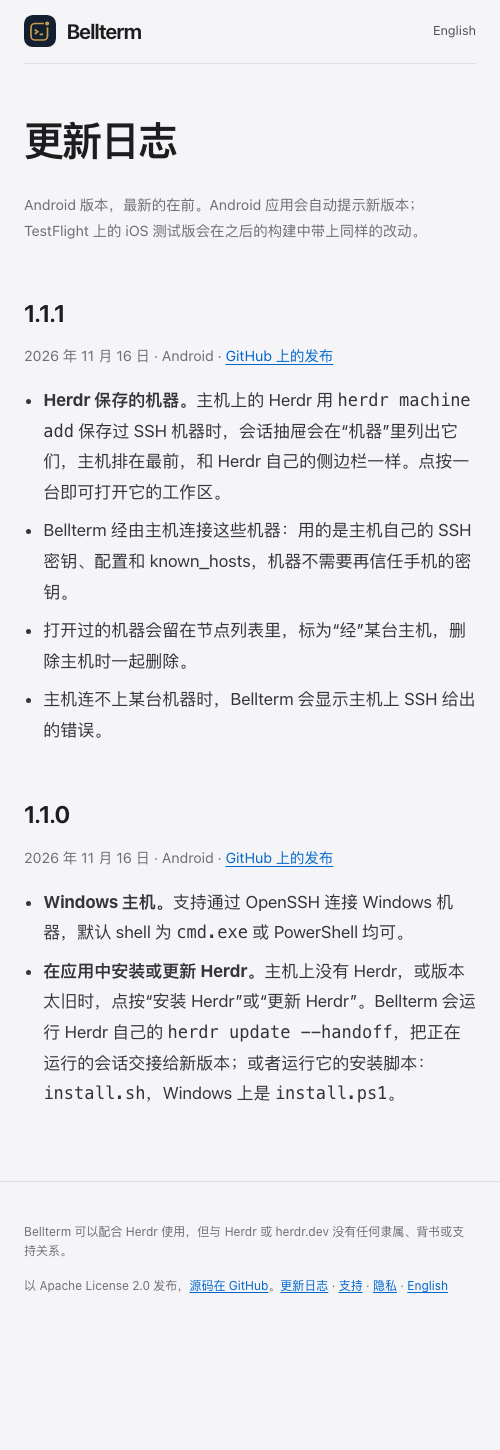 Bellterm
English
更新日志
Android 版本，最新的在前。Android 应用会自动提示新版本；
TestFlight 上的 iOS 测试版会在之后的构建中带上同样的改动。
1.1.1
2026 年 11 月 16 日 · Android · GitHub 上的发布
• Herdr 保存的机器。主机上的 Herdr 用 herdr machine
add 保存过 SSH 机器时，会话抽屉会在“机器”里列出它
们，主机排在最前，和 Herdr 自己的侧边栏一样。点按一
台即可打开它的工作区。
• Bellterm 经由主机连接这些机器：用的是主机自己的 SSH
密钥、配置和 known_hosts，机器不需要再信任手机的密
钥。
• 打开过的机器会留在节点列表里，标为“经”某台主机，删
除主机时一起删除。
• 主机连不上某台机器时，Bellterm 会显示主机上 SSH 给出
的错误。
1.1.0
2026 年 11 月 16 日 · Android · GitHub 上的发布
• Windows 主机。支持通过 OpenSSH 连接 Windows 机
器，默认 shell 为 cmd.exe 或 PowerShell 均可。
• 在应用中安装或更新 Herdr。主机上没有 Herdr，或版本
太旧时，点按“安装 Herdr”或“更新 Herdr”。Bellterm 会运
行 Herdr 自己的 herdr update --handoff，把正在
运行的会话交接给新版本；或者运行它的安装脚本：
install.sh，Windows 上是 install.ps1。
Bellterm 可以配合 Herdr 使用，但与 Herdr 或 herdr.dev 没有任何隶属、背书或支
持关系。
以 Apache License 2.0 发布，源码在 GitHub。更新日志 · 支持 · 隐私 · English